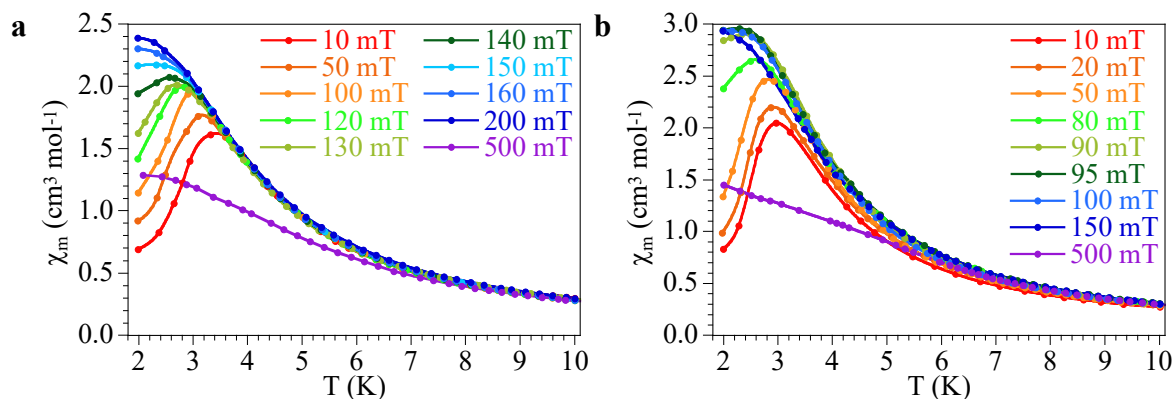 a
2.5
2.0
1.5
1.0
0.5
0.0
χm (cm³ mol-¹)
10 mT
50 mT
100 mT
120 mT
130 mT
140 mT
150 mT
160 mT
200 mT
500 mT
2 3 4 5 6 7 8 9 10
T (K)
b
3.0
2.5
2.0
1.5
1.0
0.5
0.0
χm (cm³ mol-¹)
10 mT
20 mT
50 mT
80 mT
90 mT
95 mT
100 mT
150 mT
500 mT
2 3 4 5 6 7 8 9 10
T (K)